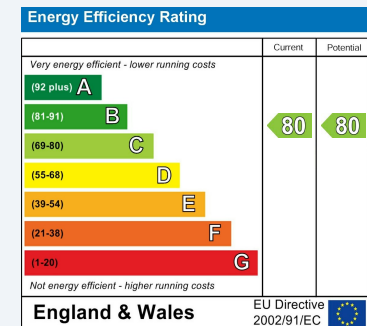 Energy Efficiency Rating
Current Potential
Very energy efficient - lower running costs
(92 plus) A
(81-91) B
80 80
(69-80) C
(55-68) D
(39-54) E
(21-38) F
(1-20) G
Not energy efficient - higher running costs
England & Wales
EU Directive
2002/91/EC